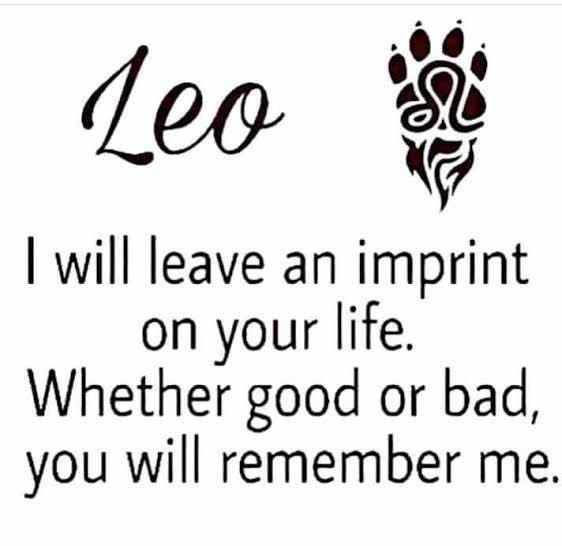 Leo
I will leave an imprint
on your life.
Whether good or bad,
you will remember me.